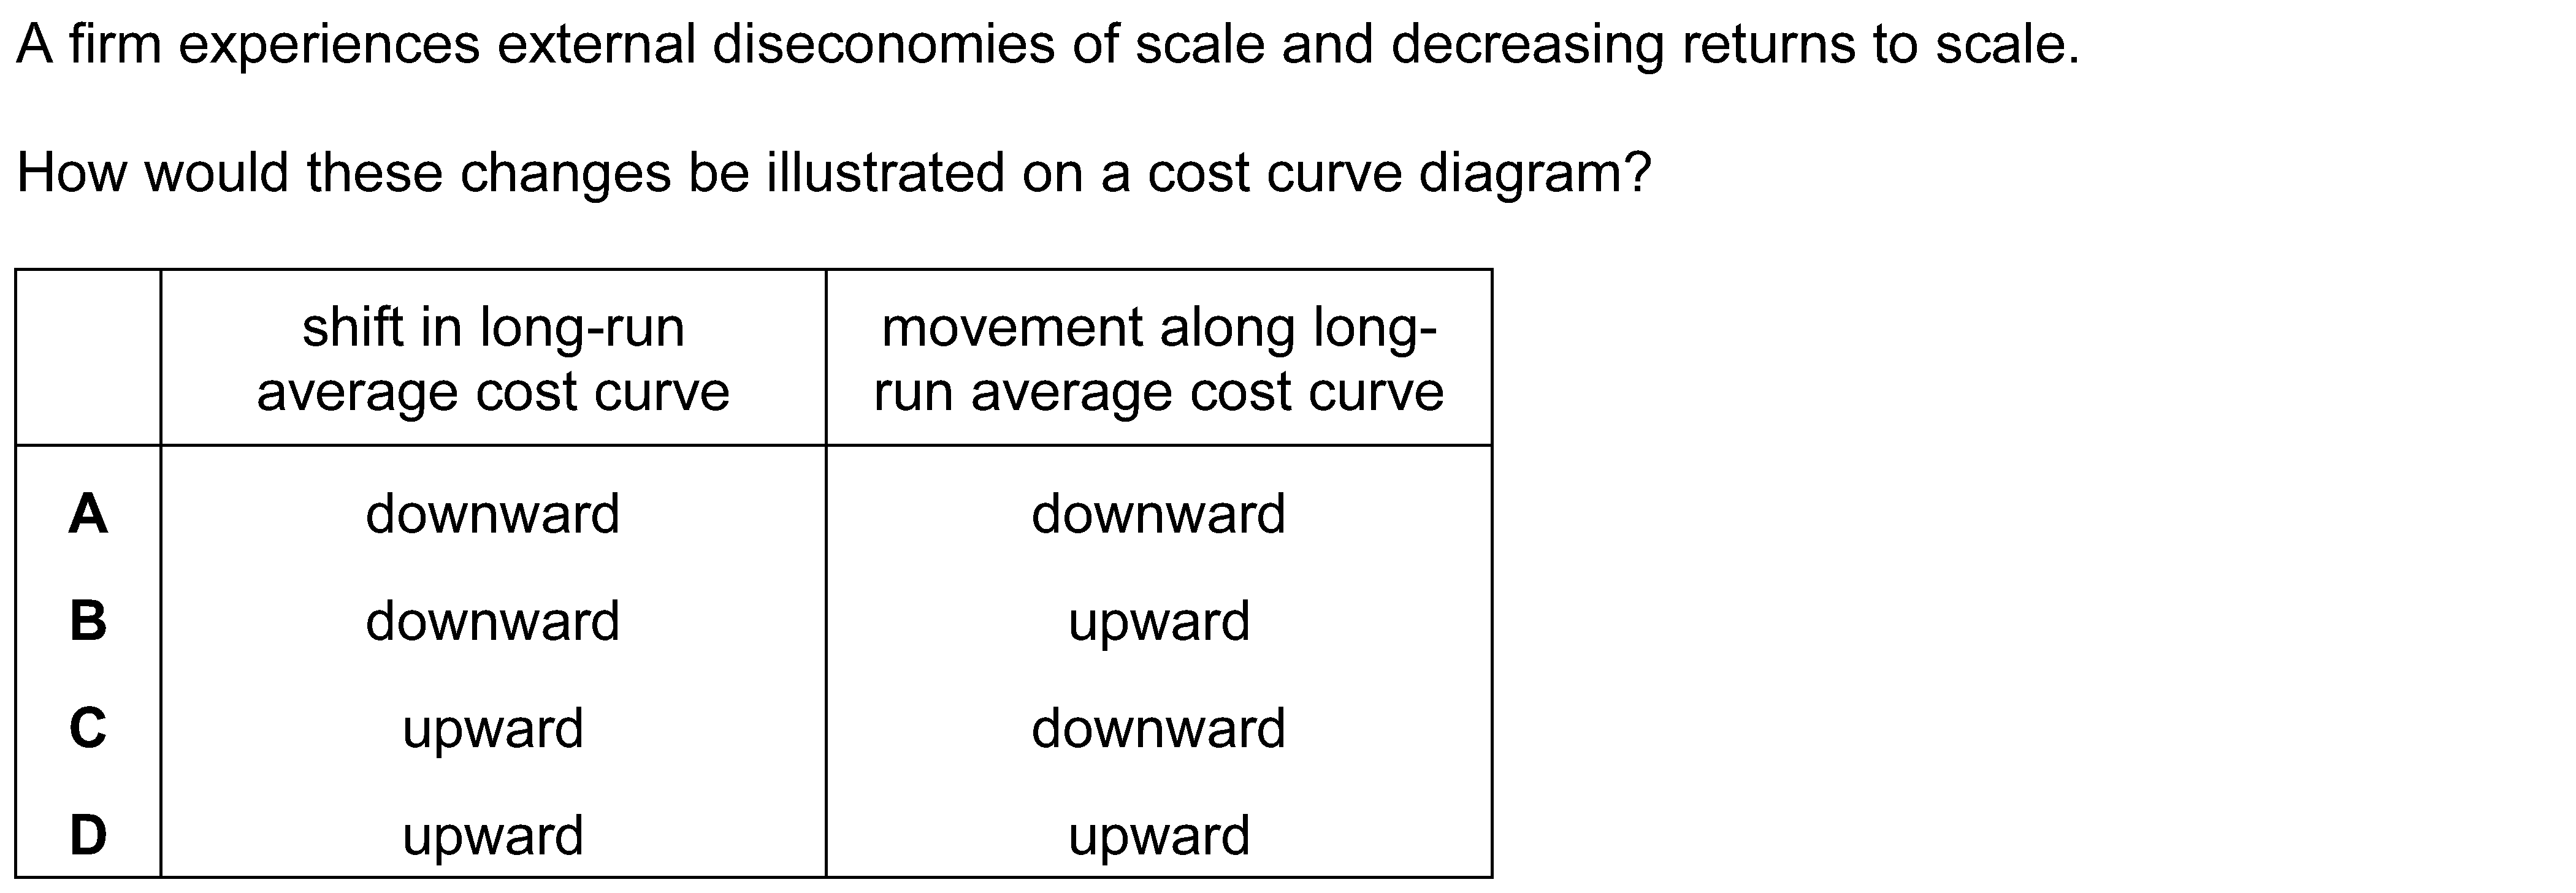 A firm experiences external diseconomies of scale and decreasing returns to scale.
How would these changes be illustrated on a cost curve diagram?
shift in long-run average cost curve
movement along long-run average cost curve
A downward downward
B downward upward
C upward downward
D upward upward